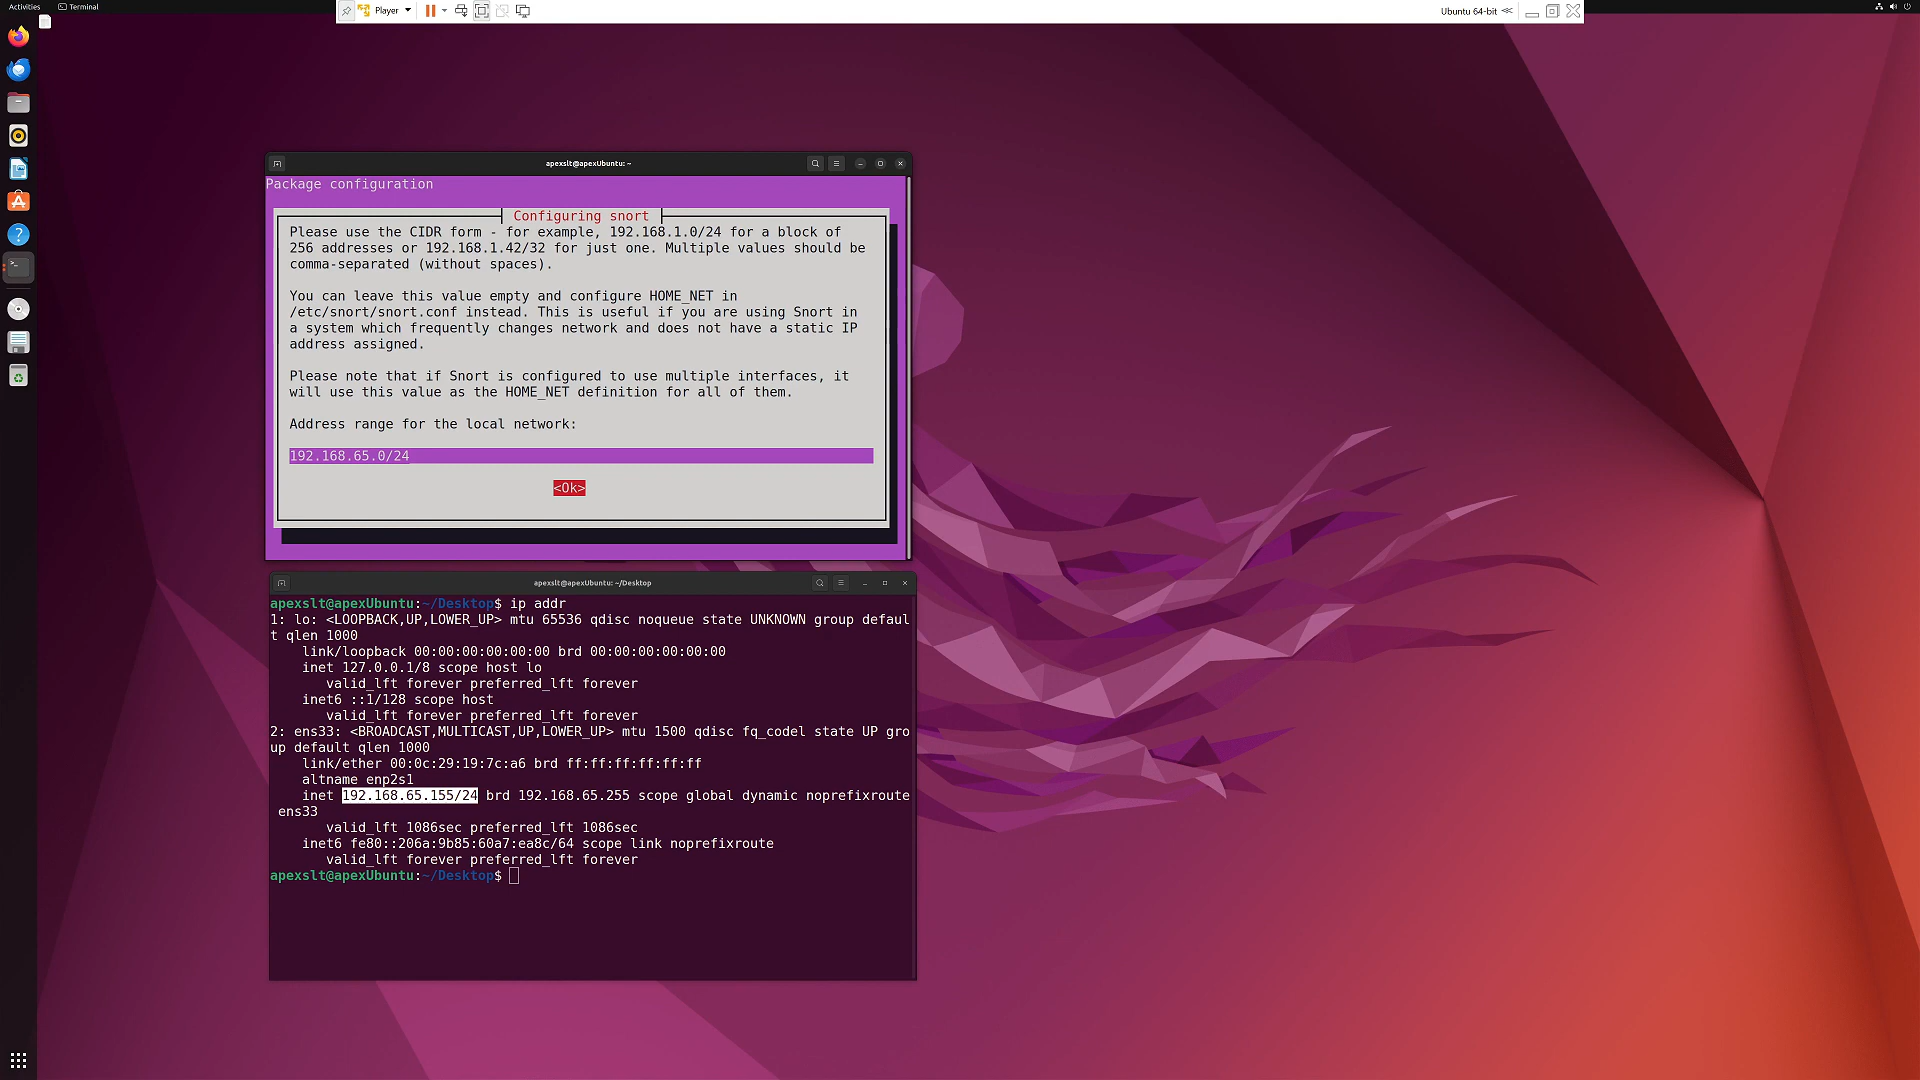 Activities
Terminal
Player
Ubuntu 64-bit
apexslt@apexUbuntu: ~
Package configuration
Configuring snort
Please use the CIDR form - for example, 192.168.1.0/24 for a block of
256 addresses or 192.168.1.42/32 for just one. Multiple values should be
comma-separated (without spaces).
You can leave this value empty and configure HOME_NET in
/etc/snort/snort.conf instead. This is useful if you are using Snort in
a system which frequently changes network and does not have a static IP
address assigned.
Please note that if Snort is configured to use multiple interfaces, it
will use this value as the HOME_NET definition for all of them.
Address range for the local network:
192.168.65.0/24
<Ok>
apexslt@apexUbuntu: ~/Desktop
apexslt@apexUbuntu:~/Desktop$ ip addr
1: lo: <LOOPBACK,UP,LOWER_UP> mtu 65536 qdisc noqueue state UNKNOWN group defaul
t qlen 1000
link/loopback 00:00:00:00:00:00 brd 00:00:00:00:00:00
inet 127.0.0.1/8 scope host lo
valid_lft forever preferred_lft forever
inet6 ::1/128 scope host
valid_lft forever preferred_lft forever
2: ens33: <BROADCAST,MULTICAST,UP,LOWER_UP> mtu 1500 qdisc fq_codel state UP gro
up default qlen 1000
link/ether 00:0c:29:19:7c:a6 brd ff:ff:ff:ff:ff:ff
altname enp2s1
inet 192.168.65.155/24 brd 192.168.65.255 scope global dynamic noprefixroute
ens33
valid_lft 1086sec preferred_lft 1086sec
inet6 fe80::206a:9b85:60a7:ea8c/64 scope link noprefixroute
valid_lft forever preferred_lft forever
apexslt@apexUbuntu:~/Desktop$